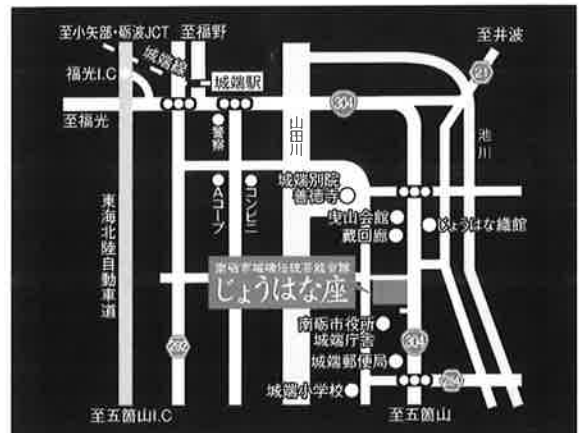 至小矢部・砺波JCT
至福野
至井波
城端線
福光I.C
城端駅
21
304
至福光
警察
山田川
池川
Aコープ
コンビニ
城端別院
善徳寺
曳山会館
蔵回廊
じょうはな織館
東海北陸自動車道
南砺市城端伝統芸能会館
じょうはな座
南砺市役所
城端庁舎
304
292
城端郵便局
城端小学校
至五箇山I.C
至五箇山